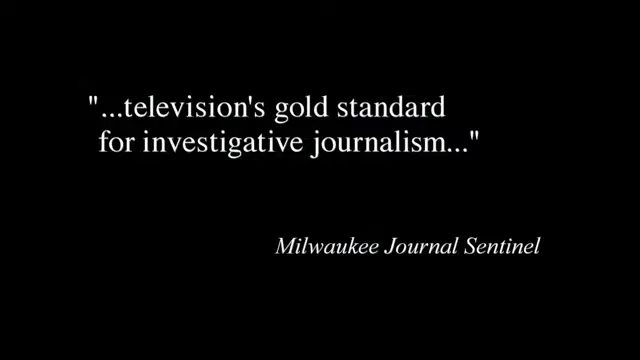 "...television's gold standard
for investigative journalism..."
Milwaukee Journal Sentinel